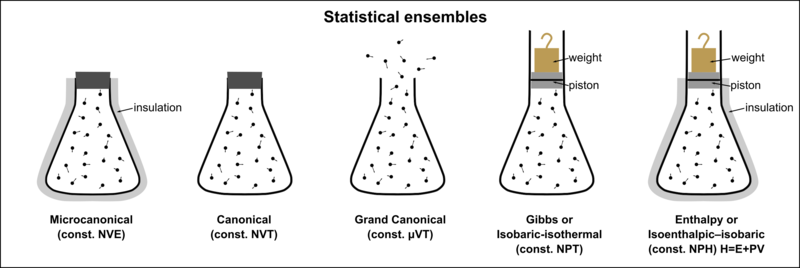 Statistical ensembles
insulation
weight
piston
weight
piston
insulation
Microcanonical
(const. NVE)
Canonical
(const. NVT)
Grand Canonical
(const. μVT)
Gibbs or
Isobaric-isothermal
(const. NPT)
Enthalpy or
Isoenthalpic–isobaric
(const. NPH) H=E+PV